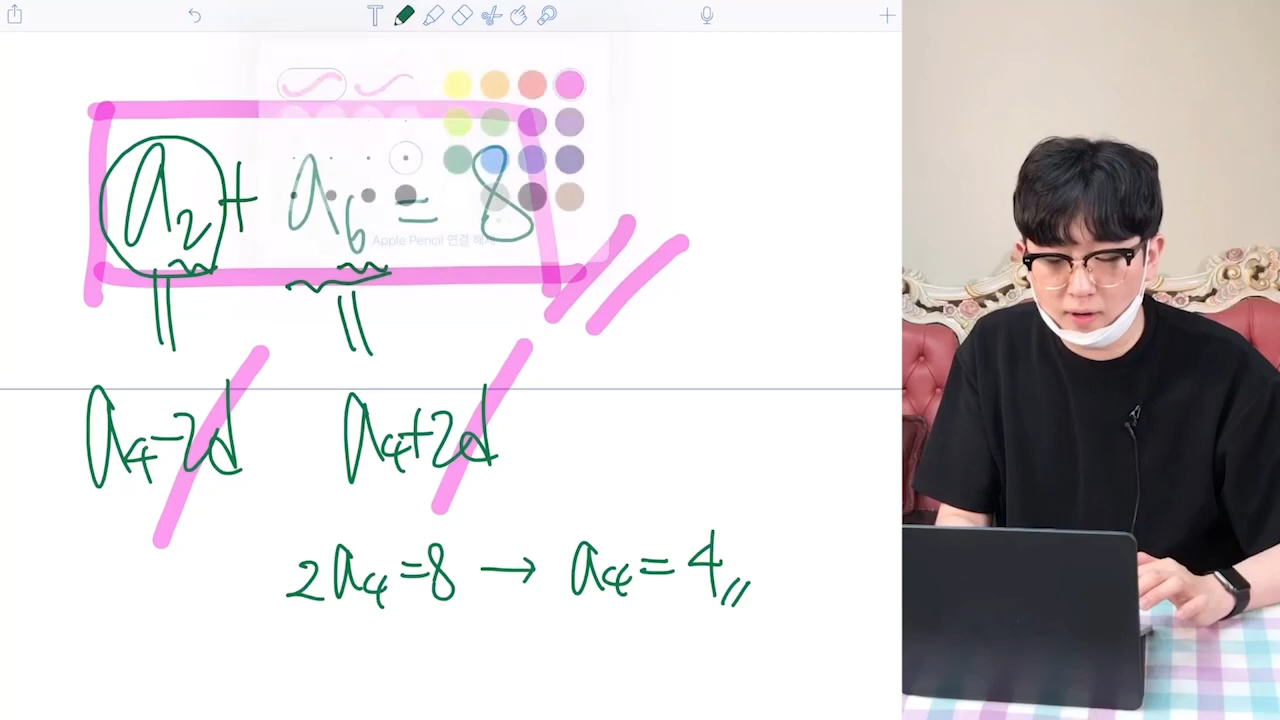 a₂ + a₆ = 8
Apple Pencil 연결 해제
|| ||
a₄-2d a₄+2d
2a₄=8 → a₄=4